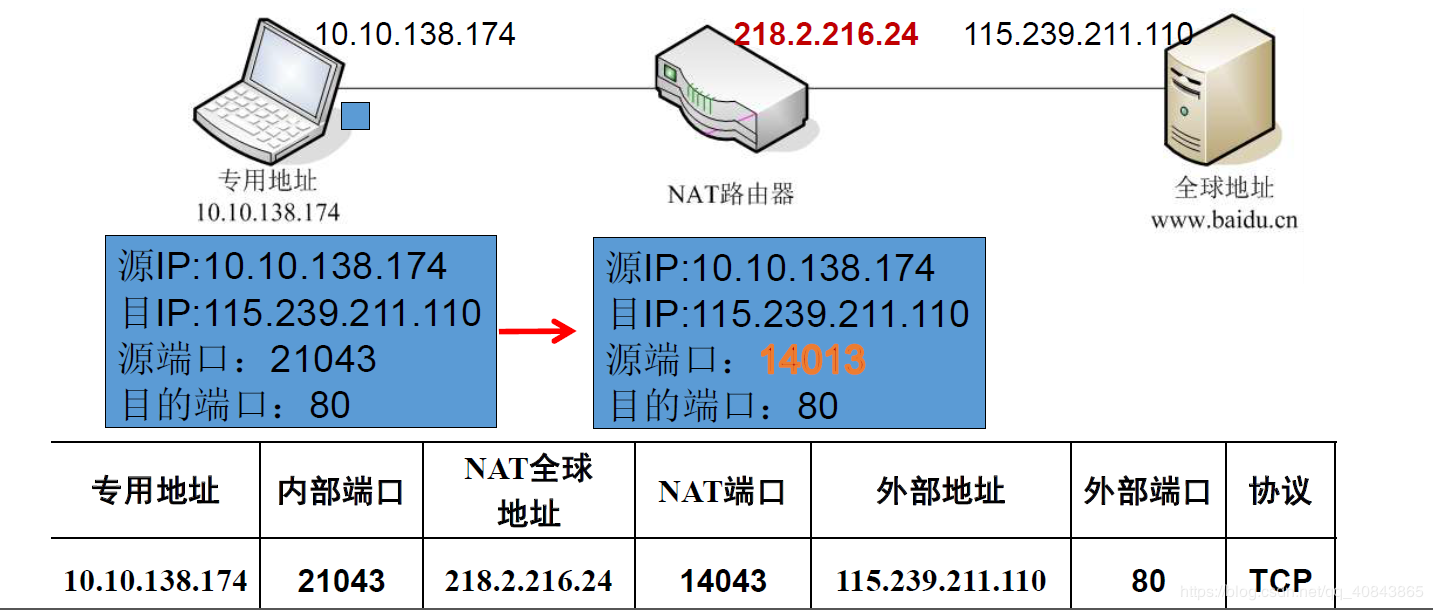 10.10.138.174
218.2.216.24
115.239.211.110
专用地址
10.10.138.174
NAT路由器
全球地址
www.baidu.cn
源IP:10.10.138.174
目IP:115.239.211.110
源端口：21043
目的端口：80
源IP:10.10.138.174
目IP:115.239.211.110
源端口：14013
目的端口：80
专用地址 内部端口 NAT全球地址 NAT端口 外部地址 外部端口 协议
10.10.138.174 21043 218.2.216.24 14043 115.239.211.110 80 TCP
https://blog.csdn.net/qq_40843865